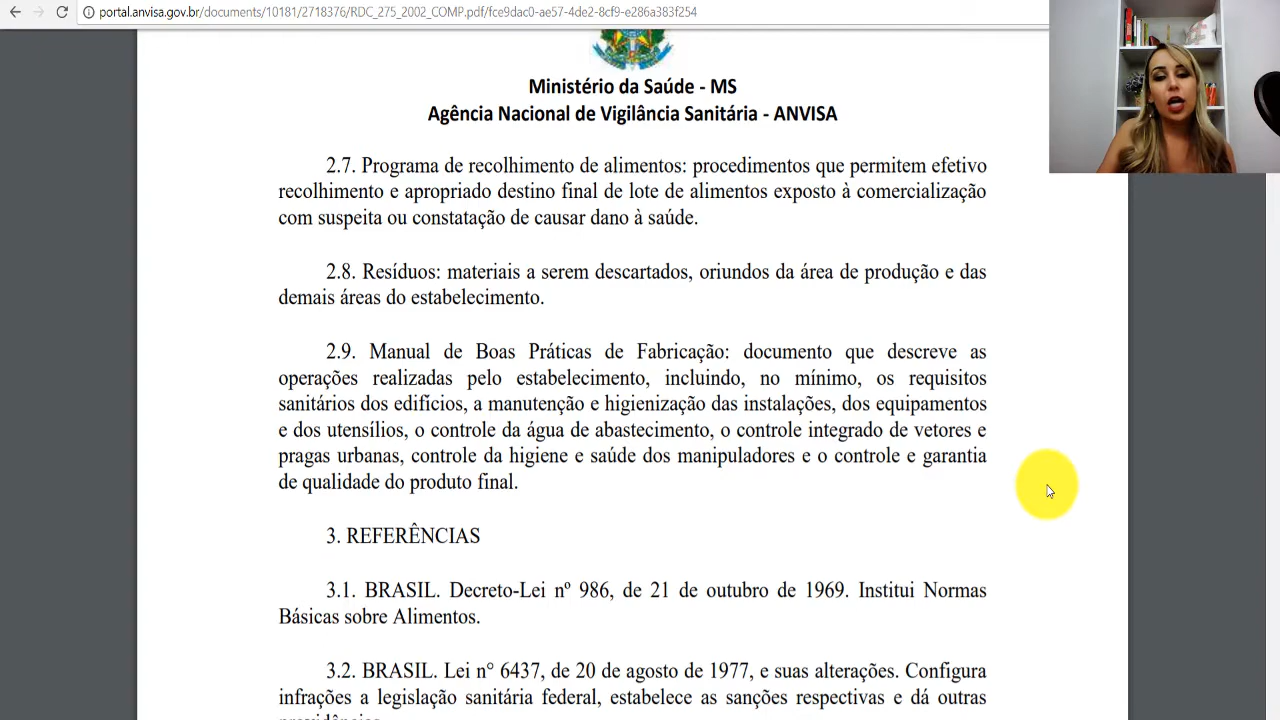 portal.anvisa.gov.br/documents/10181/2718376/RDC_275_2002_COMP.pdf/fce9dac0-ae57-4de2-8cf9-e286a383f254
Ministério da Saúde - MS
Agência Nacional de Vigilância Sanitária - ANVISA
2.7. Programa de recolhimento de alimentos: procedimentos que permitem efetivo
recolhimento e apropriado destino final de lote de alimentos exposto à comercialização
com suspeita ou constatação de causar dano à saúde.
2.8. Resíduos: materiais a serem descartados, oriundos da área de produção e das
demais áreas do estabelecimento.
2.9. Manual de Boas Práticas de Fabricação: documento que descreve as
operações realizadas pelo estabelecimento, incluindo, no mínimo, os requisitos
sanitários dos edifícios, a manutenção e higienização das instalações, dos equipamentos
e dos utensílios, o controle da água de abastecimento, o controle integrado de vetores e
pragas urbanas, controle da higiene e saúde dos manipuladores e o controle e garantia
de qualidade do produto final.
3. REFERÊNCIAS
3.1. BRASIL. Decreto-Lei nº 986, de 21 de outubro de 1969. Institui Normas
Básicas sobre Alimentos.
3.2. BRASIL. Lei n° 6437, de 20 de agosto de 1977, e suas alterações. Configura
infrações a legislação sanitária federal, estabelece as sanções respectivas e dá outras